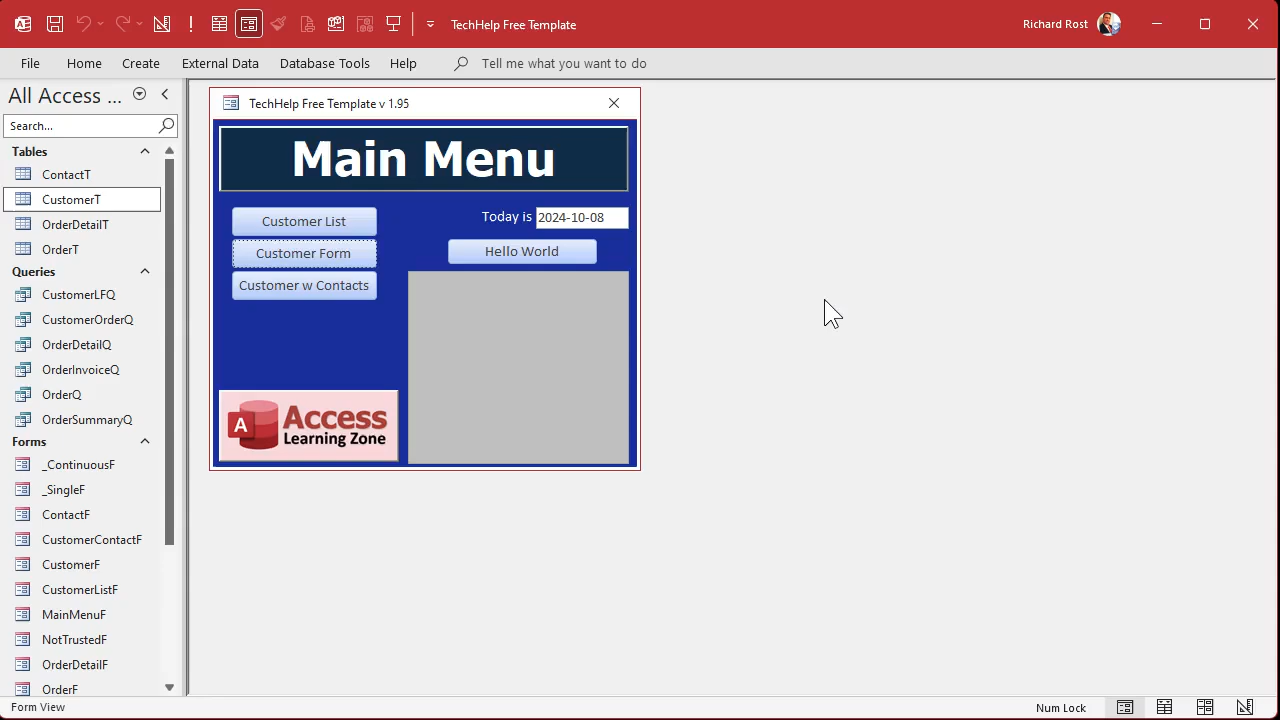 TechHelp Free Template
Richard Rost
File
Home
Create
External Data
Database Tools
Help
Tell me what you want to do
All Access ...
Search...
Tables
ContactT
CustomerT
OrderDetailT
OrderT
Queries
CustomerLFQ
CustomerOrderQ
OrderDetailQ
OrderInvoiceQ
OrderQ
OrderSummaryQ
Forms
_ContinuousF
_SingleF
ContactF
CustomerContactF
CustomerF
CustomerListF
MainMenuF
NotTrustedF
OrderDetailF
OrderF
TechHelp Free Template v 1.95
Main Menu
Customer List
Customer Form
Customer w Contacts
Today is 2024-10-08
Hello World
A
Access
Learning Zone
Form View
Num Lock